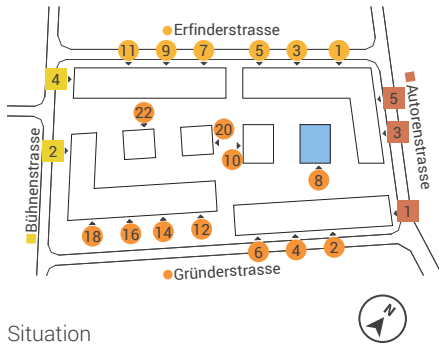 Erfinderstrasse
11 9 7 5 3 1
4
5
22
20
3
2
10
8
Autorenstrasse
Bühnenstrasse
1
18 16 14 12
6 4 2
Gründerstrasse
N
Situation